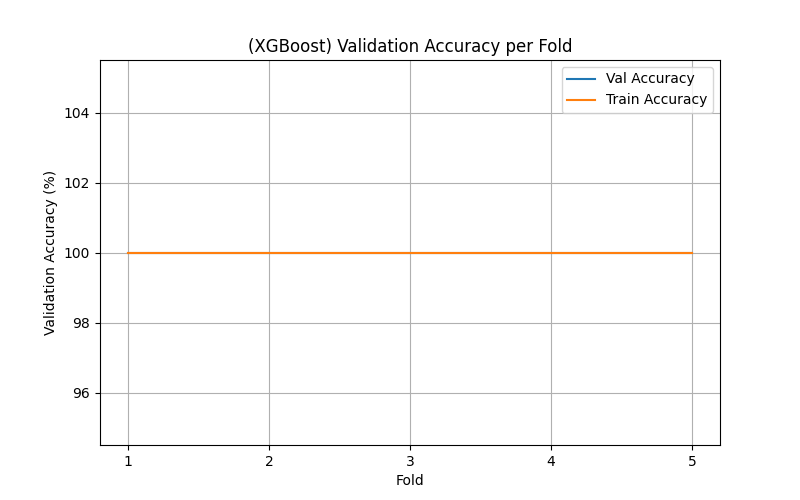 (XGBoost) Validation Accuracy per Fold
Val Accuracy
Train Accuracy
104
102
100
98
96
Validation Accuracy (%)
1 2 3 4 5
Fold